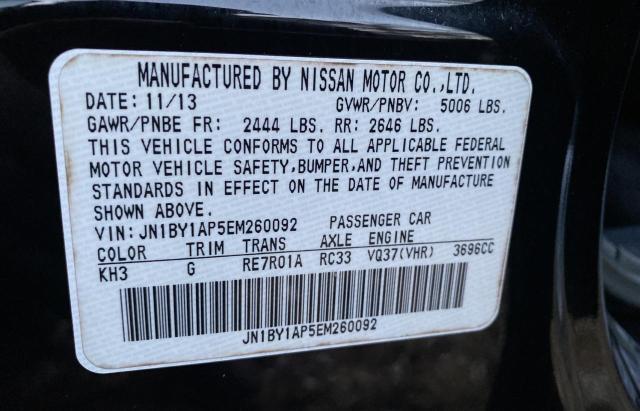 MANUFACTURED BY NISSAN MOTOR CO.,LTD.
DATE: 11/13 GVWR/PNBV: 5006 LBS.
GAWR/PNBE FR: 2444 LBS. RR: 2646 LBS.
THIS VEHICLE CONFORMS TO ALL APPLICABLE FEDERAL
MOTOR VEHICLE SAFETY,BUMPER,AND THEFT PREVENTION
STANDARDS IN EFFECT ON THE DATE OF MANUFACTURE
SHOWN ABOVE.
VIN: JN1BY1AP5EM260092 PASSENGER CAR
COLOR TRIM TRANS AXLE ENGINE
KH3 G RE7R01A RC33 VQ37(VHR) 3696CC
JN1BY1AP5EM260092